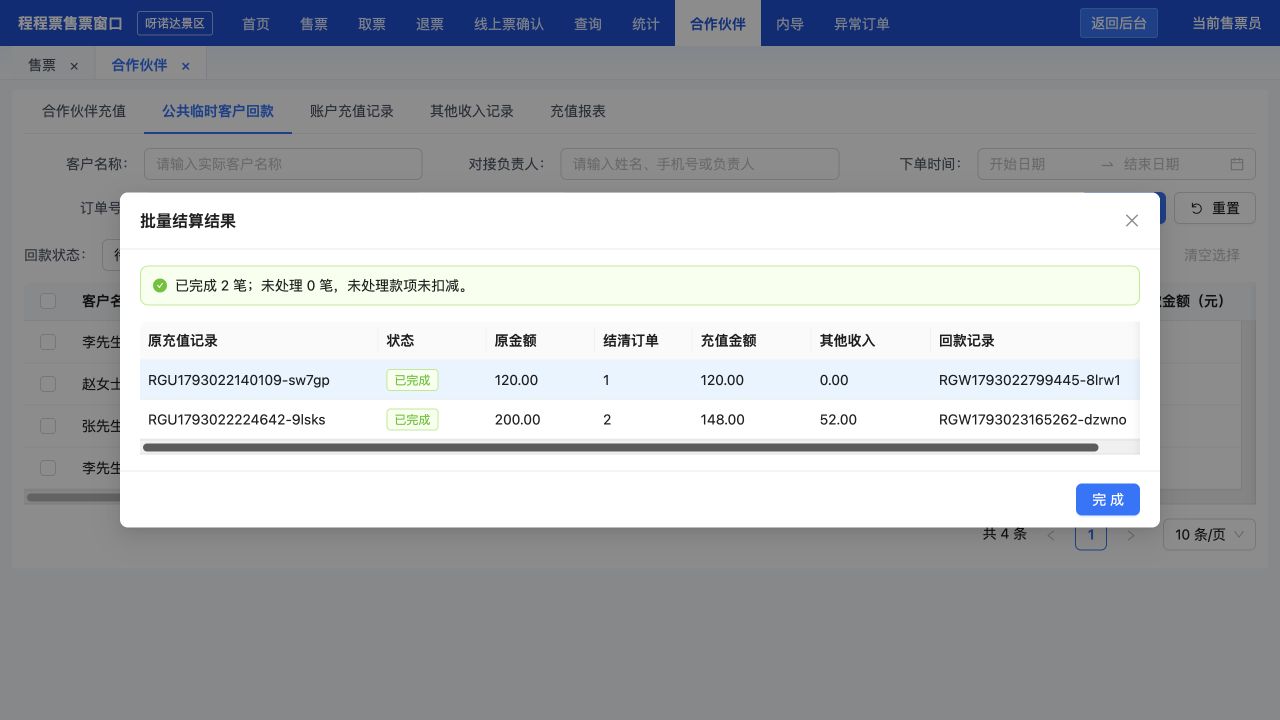 程程票售票窗口 呀诺达景区 首页 售票 取票 退票 线上票确认 查询 统计 合作伙伴 内导 异常订单 返回后台 当前售票员
售票 × 合作伙伴 ×
合作伙伴充值 公共临时客户回款 账户充值记录 其他收入记录 充值报表
客户名称: 请输入实际客户名称 对接负责人: 请输入姓名、手机号或负责人 下单时间: 开始日期 → 结束日期
订单号 重置
批量结算结果
回款状态: 清空选择
已完成 2 笔；未处理 0 笔，未处理款项未扣减。
客户名 金额（元）
原充值记录 状态 原金额 结清订单 充值金额 其他收入 回款记录
李先生
RGU1793022140109-sw7gp 已完成 120.00 1 120.00 0.00 RGW1793022799445-8lrw1
赵女士
RGU1793022224642-9lsks 已完成 200.00 2 148.00 52.00 RGW1793023165262-dzwno
张先生
李先生
完成
共 4 条 < 1 > 10 条/页